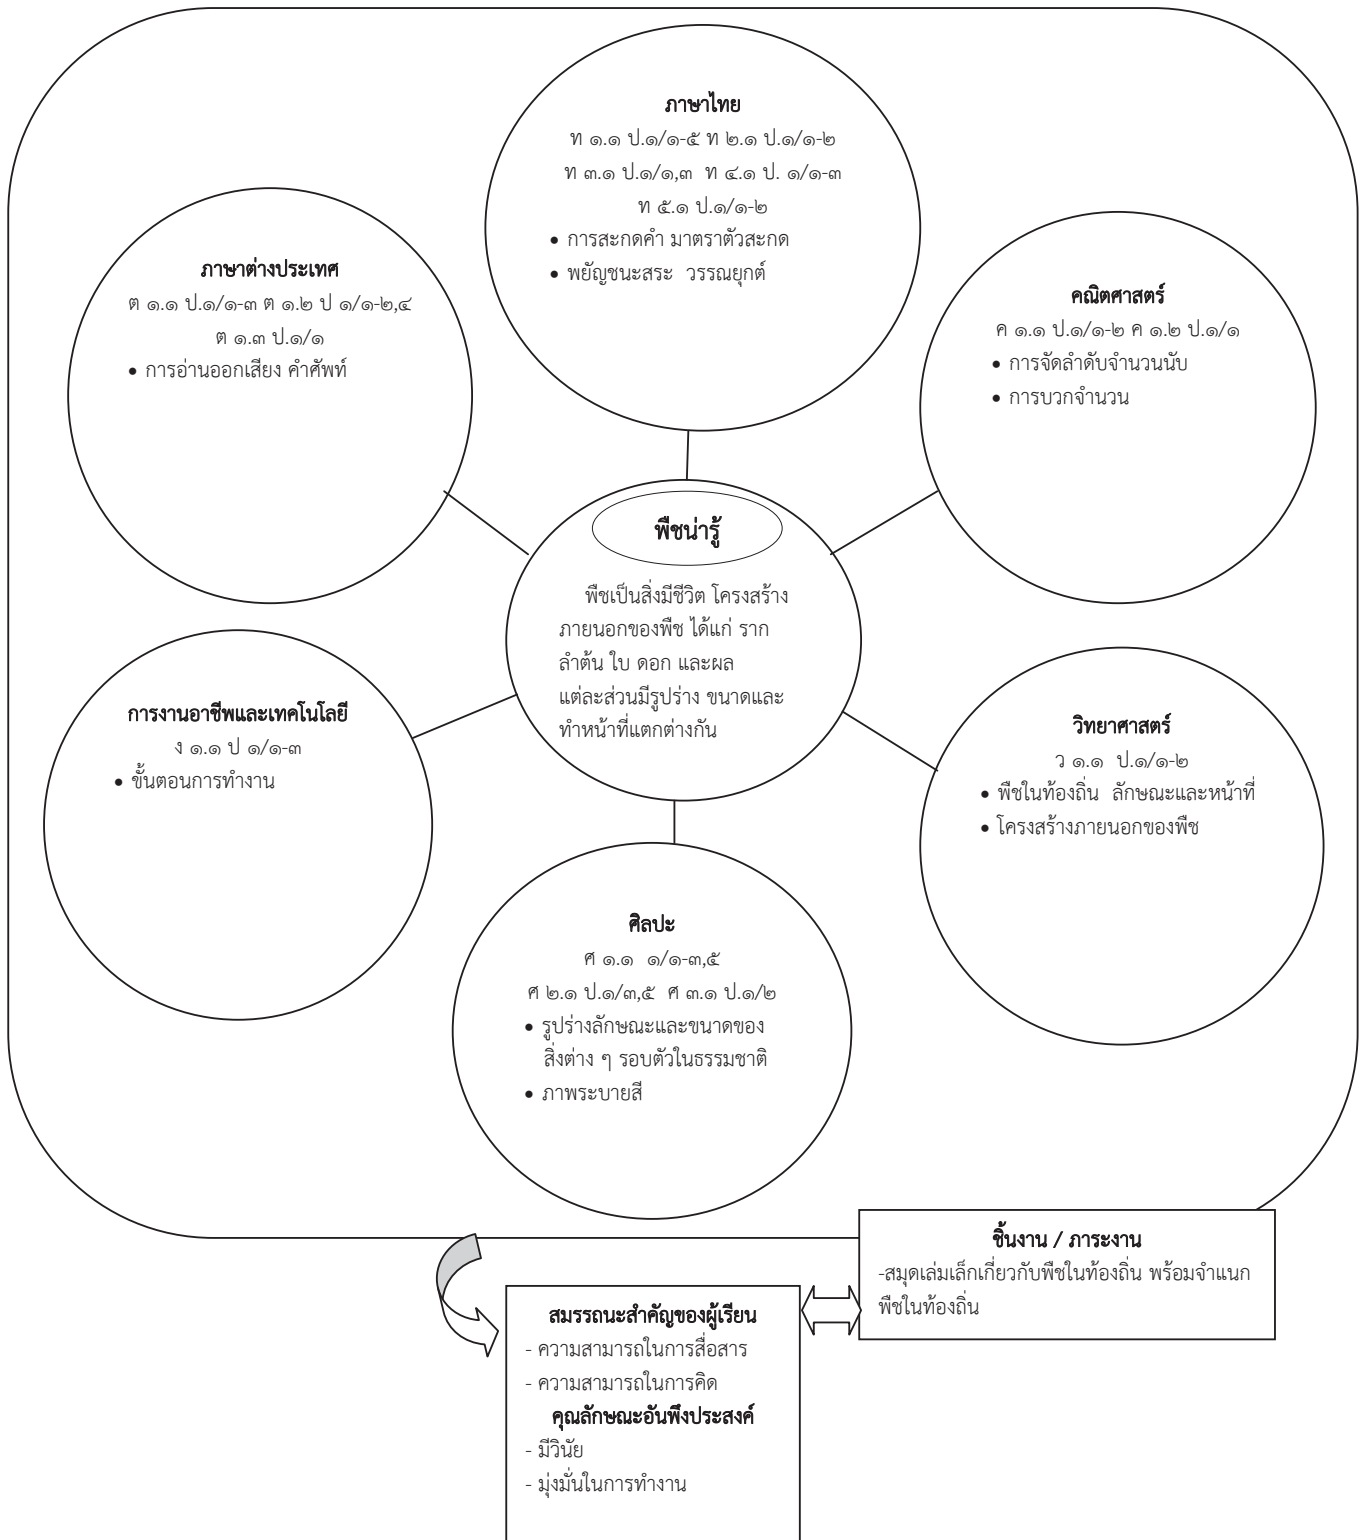 ภาษาไทย
ท ๑.๑ ป.๑/๑-๕ ท ๒.๑ ป.๑/๑-๒
ท ๓.๑ ป.๑/๑,๓ ท ๔.๑ ป. ๑/๑-๓
ท ๕.๑ ป.๑/๑-๒
• การสะกดคำ มาตราตัวสะกด
• พยัญชนะสระ วรรณยุกต์
ภาษาต่างประเทศ
ต ๑.๑ ป.๑/๑-๓ ต ๑.๒ ป ๑/๑-๒,๔
ต ๑.๓ ป.๑/๑
• การอ่านออกเสียง คำศัพท์
คณิตศาสตร์
ค ๑.๑ ป.๑/๑-๒ ค ๑.๒ ป.๑/๑
• การจัดลำดับจำนวนนับ
• การบวกจำนวน
พืชน่ารู้
พืชเป็นสิ่งมีชีวิต โครงสร้าง
ภายนอกของพืช ได้แก่ ราก
ลำต้น ใบ ดอก และผล
แต่ละส่วนมีรูปร่าง ขนาดและ
ทำหน้าที่แตกต่างกัน
การงานอาชีพและเทคโนโลยี
ง ๑.๑ ป ๑/๑-๓
• ขั้นตอนการทำงาน
วิทยาศาสตร์
ว ๑.๑ ป.๑/๑-๒
• พืชในท้องถิ่น ลักษณะและหน้าที่
• โครงสร้างภายนอกของพืช
ศิลปะ
ศ ๑.๑ ๑/๑-๓,๕
ศ ๒.๑ ป.๑/๓,๕ ศ ๓.๑ ป.๑/๒
• รูปร่างลักษณะและขนาดของ
สิ่งต่าง ๆ รอบตัวในธรรมชาติ
• ภาพระบายสี
ชิ้นงาน / ภาระงาน
-สมุดเล่มเล็กเกี่ยวกับพืชในท้องถิ่น พร้อมจำแนก
พืชในท้องถิ่น
สมรรถนะสำคัญของผู้เรียน
- ความสามารถในการสื่อสาร
- ความสามารถในการคิด
คุณลักษณะอันพึงประสงค์
- มีวินัย
- มุ่งมั่นในการทำงาน